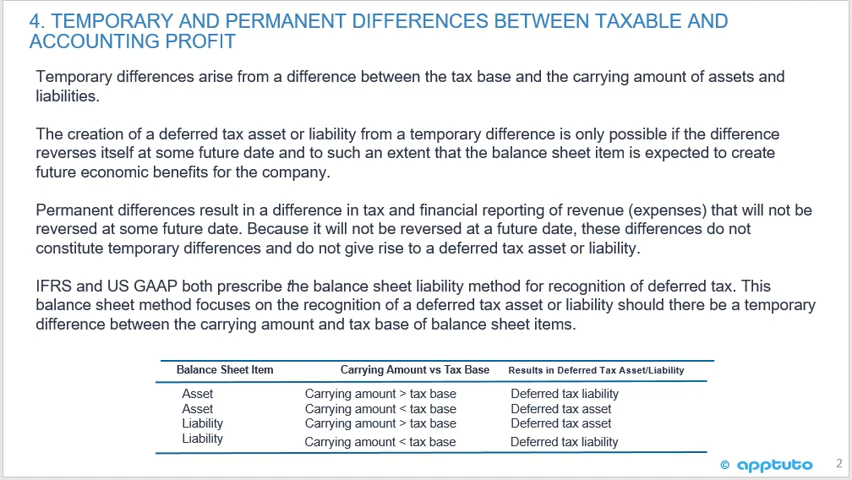 4. TEMPORARY AND PERMANENT DIFFERENCES BETWEEN TAXABLE AND
ACCOUNTING PROFIT
Temporary differences arise from a difference between the tax base and the carrying amount of assets and
liabilities.
The creation of a deferred tax asset or liability from a temporary difference is only possible if the difference
reverses itself at some future date and to such an extent that the balance sheet item is expected to create
future economic benefits for the company.
Permanent differences result in a difference in tax and financial reporting of revenue (expenses) that will not be
reversed at some future date. Because it will not be reversed at a future date, these differences do not
constitute temporary differences and do not give rise to a deferred tax asset or liability.
IFRS and US GAAP both prescribe the balance sheet liability method for recognition of deferred tax. This
balance sheet method focuses on the recognition of a deferred tax asset or liability should there be a temporary
difference between the carrying amount and tax base of balance sheet items.
Balance Sheet Item Carrying Amount vs Tax Base Results in Deferred Tax Asset/Liability
Asset Carrying amount > tax base Deferred tax liability
Asset Carrying amount < tax base Deferred tax asset
Liability Carrying amount > tax base Deferred tax asset
Liability Carrying amount < tax base Deferred tax liability
© apptuto 2